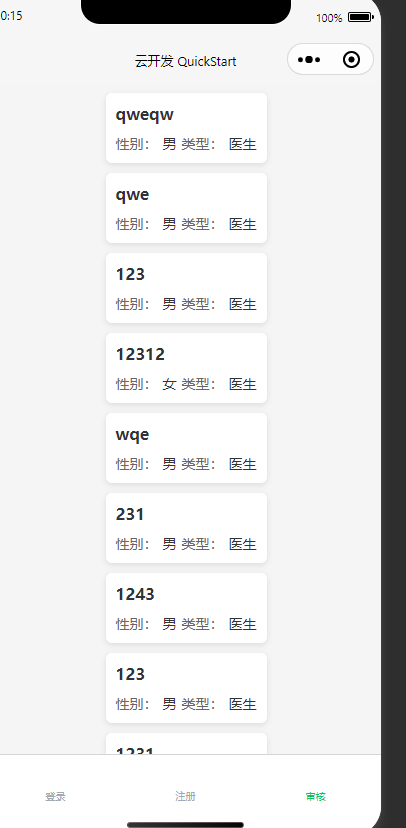 0:15
100%
云开发 QuickStart
qweqw
性别： 男 类型： 医生
qwe
性别： 男 类型： 医生
123
性别： 男 类型： 医生
12312
性别： 女 类型： 医生
wqe
性别： 男 类型： 医生
231
性别： 男 类型： 医生
1243
性别： 男 类型： 医生
123
性别： 男 类型： 医生
1231
登录 注册 审核